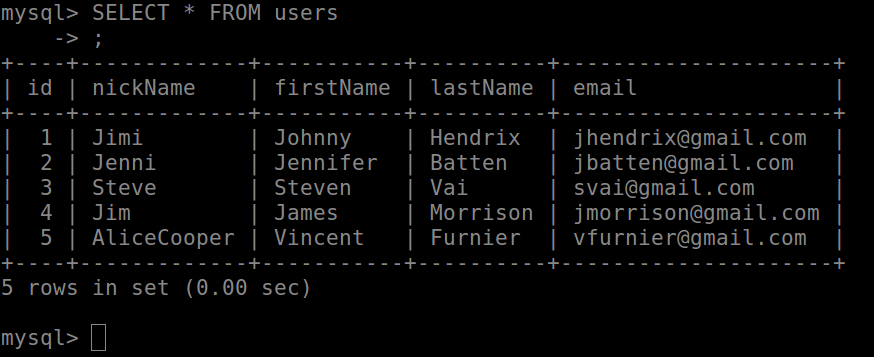 mysql> SELECT * FROM users
    -> ;
+----+-------------+-----------+----------+---------------------+
| id | nickName    | firstName | lastName | email               |
+----+-------------+-----------+----------+---------------------+
|  1 | Jimi        | Johnny    | Hendrix  | jhendrix@gmail.com  |
|  2 | Jenni       | Jennifer  | Batten   | jbatten@gmail.com   |
|  3 | Steve       | Steven    | Vai      | svai@gmail.com      |
|  4 | Jim         | James     | Morrison | jmorrison@gmail.com |
|  5 | AliceCooper | Vincent   | Furnier  | vfurnier@gmail.com  |
+----+-------------+-----------+----------+---------------------+
5 rows in set (0.00 sec)

mysql>